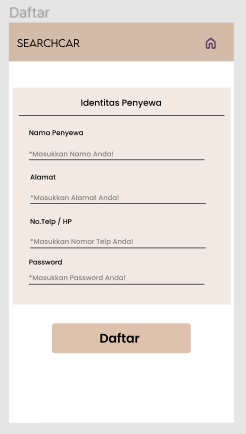 Daftar
SEARCHCAR
Identitas Penyewa
Nama Penyewa
*Masukkan Nama Anda!
Alamat
*Masukkan Alamat Anda!
No.Telp / HP
*Masukkan Nomor Telp Anda!
Password
*Masukkan Password Anda!
Daftar